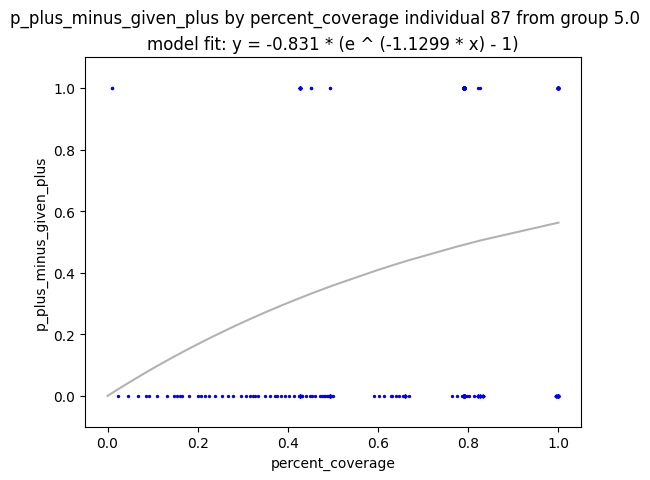 p_plus_minus_given_plus by percent_coverage individual 87 from group 5.0
model fit: y = -0.831 * (e ^ (-1.1299 * x) - 1)
1.0
0.8
0.6
0.4
0.2
0.0
p_plus_minus_given_plus
0.0 0.2 0.4 0.6 0.8 1.0
percent_coverage